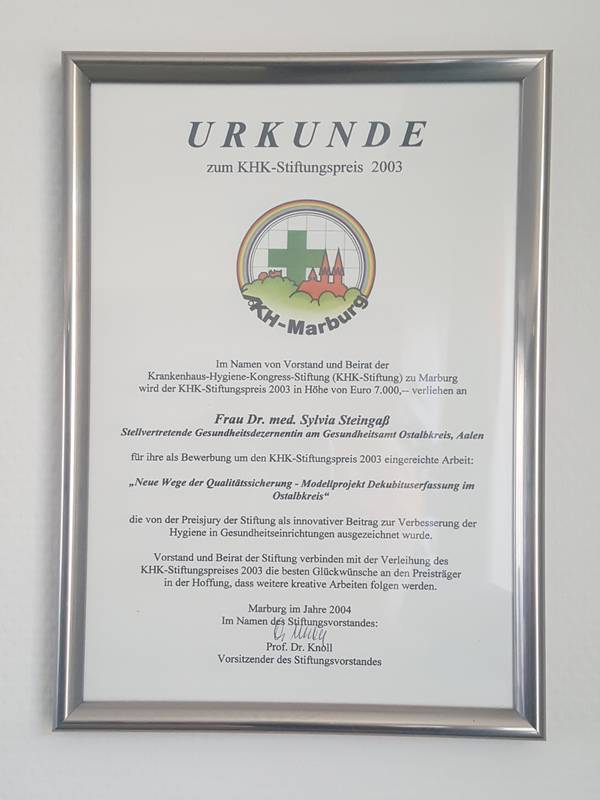 URKUNDE
zum KHK-Stiftungspreis 2003
KH-Marburg
Im Namen von Vorstand und Beirat der
Krankenhaus-Hygiene-Kongress-Stiftung (KHK-Stiftung) zu Marburg
wird der KHK-Stiftungspreis 2003 in Höhe von Euro 7.000,-- verliehen an
Frau Dr. med. Sylvia Steingaß
Stellvertretende Gesundheitsdezernentin am Gesundheitsamt Ostalbkreis, Aalen
für ihre als Bewerbung um den KHK-Stiftungspreis 2003 eingereichte Arbeit:
„Neue Wege der Qualitätssicherung - Modellprojekt Dekubituserfassung im
Ostalbkreis“
die von der Preisjury der Stiftung als innovativer Beitrag zur Verbesserung der
Hygiene in Gesundheitseinrichtungen ausgezeichnet wurde.
Vorstand und Beirat der Stiftung verbinden mit der Verleihung des
KHK-Stiftungspreises 2003 die besten Glückwünsche an den Preisträger
in der Hoffnung, dass weitere kreative Arbeiten folgen werden.
Marburg im Jahre 2004
Im Namen des Stiftungsvorstandes:
Prof. Dr. Knoll
Vorsitzender des Stiftungsvorstandes